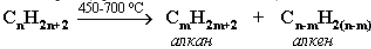 450-700 °C
CnH2n+2 → CmH2m+2 + Cn-mH2(n-m)
алкан алкен